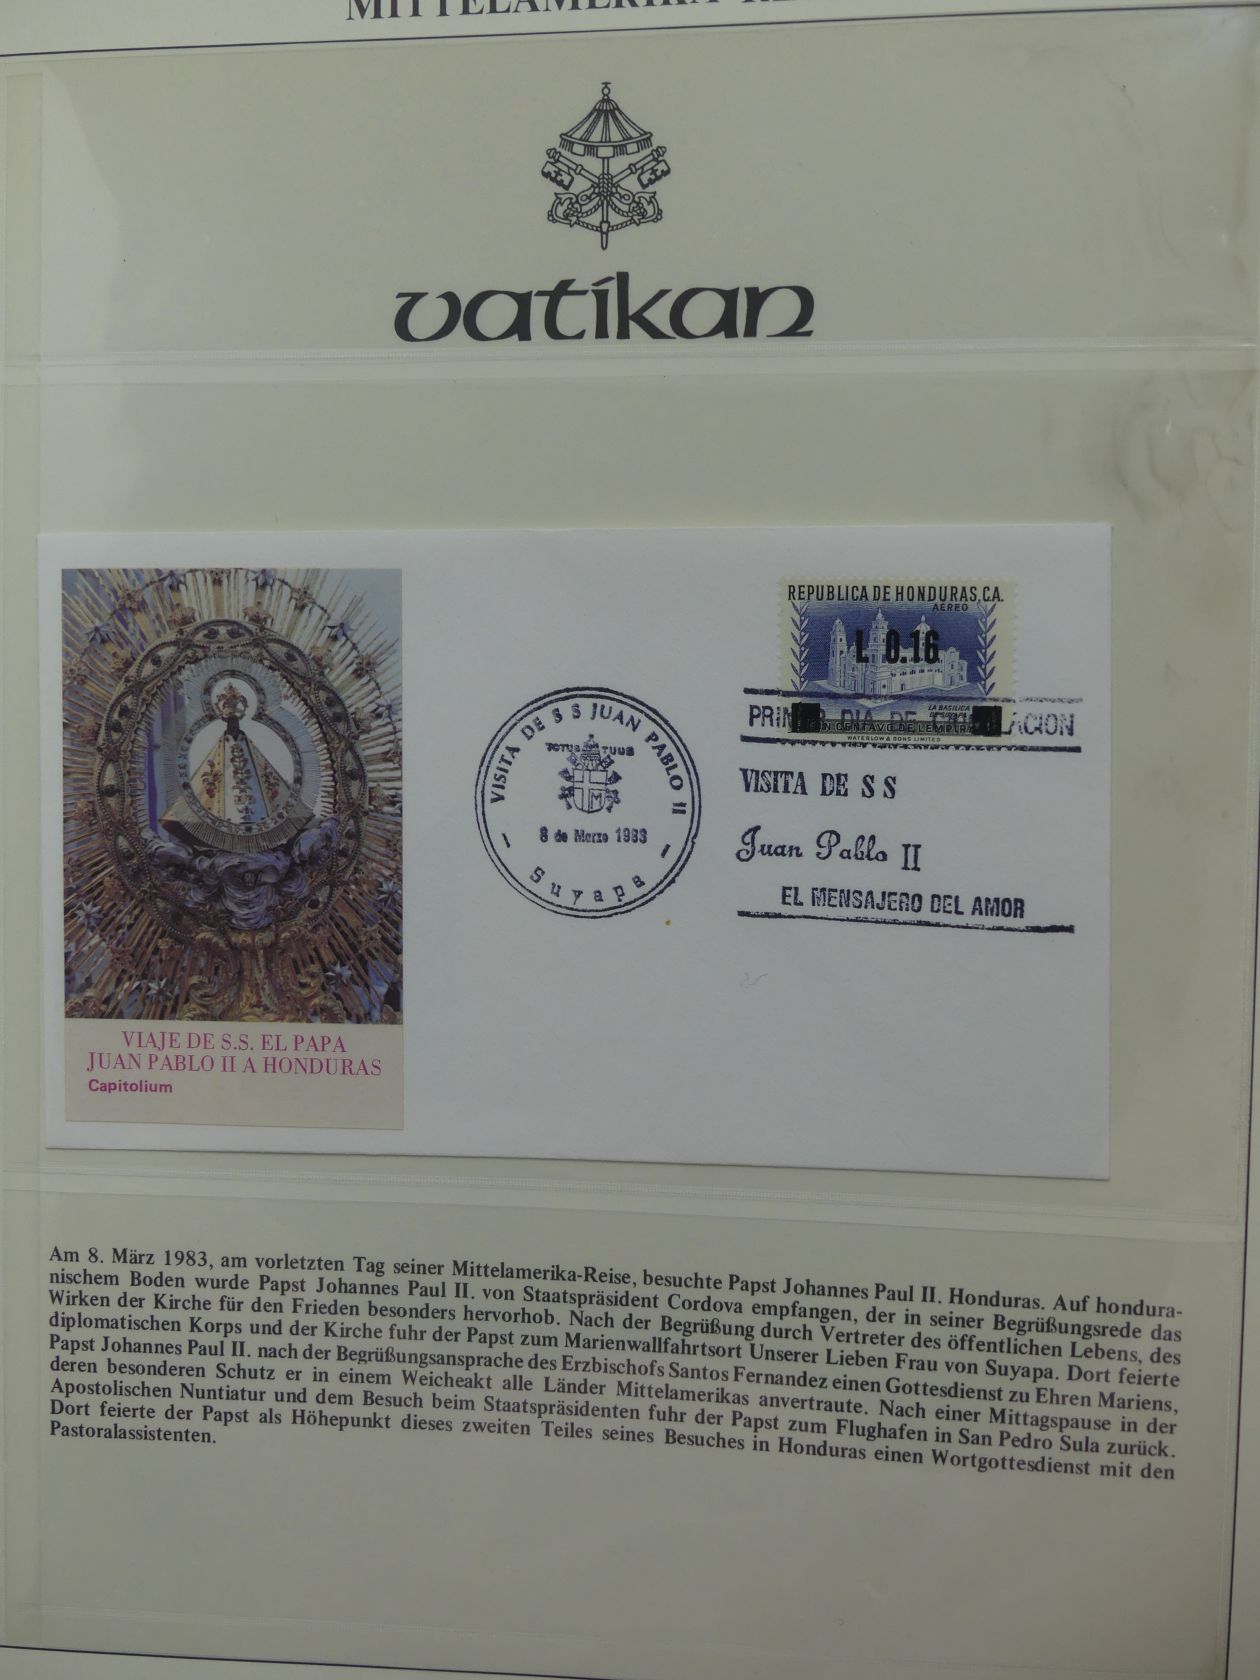 MITTELAMERIKA
vatikan
REPUBLICA DE HONDURAS, C.A.
AEREO
L 0.16
LA BASILICA
CENTAVO DE LEMPIRA
WATERLOW & SONS LIMITED
PRIMER DIA DE CIRCULACION
VISITA DE S S JUAN PABLO II
TOTUS TUUS
M
8 de Marzo 1983
Suyapa
VISITA DE S S
Juan Pablo II
EL MENSAJERO DEL AMOR
25
VIAJE DE S.S. EL PAPA
JUAN PABLO II A HONDURAS
Capitolium
Am 8. März 1983, am vorletzten Tag seiner Mittelamerika-Reise, besuchte Papst Johannes Paul II. Honduras. Auf hondura-
nischem Boden wurde Papst Johannes Paul II. von Staatspräsident Cordova empfangen, der in seiner Begrüßungsrede das
Wirken der Kirche für den Frieden besonders hervorhob. Nach der Begrüßung durch Vertreter des öffentlichen Lebens, des
diplomatischen Korps und der Kirche fuhr der Papst zum Marienwallfahrtsort Unserer Lieben Frau von Suyapa. Dort feierte
Papst Johannes Paul II. nach der Begrüßungsansprache des Erzbischofs Santos Fernandez einen Gottesdienst zu Ehren Mariens,
deren besonderen Schutz er in einem Weiheakt alle Länder Mittelamerikas anvertraute. Nach einer Mittagspause in der
Apostolischen Nuntiatur und dem Besuch beim Staatspräsidenten fuhr der Papst zum Flughafen in San Pedro Sula zurück.
Dort feierte der Papst als Höhepunkt dieses zweiten Teiles seines Besuches in Honduras einen Wortgottesdienst mit den
Pastoralassistenten.